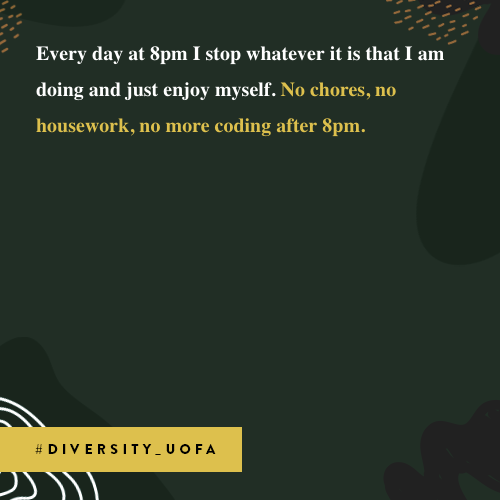 Every day at 8pm I stop whatever it is that I am
doing and just enjoy myself. No chores, no
housework, no more coding after 8pm.
#DIVERSITY_UOFA